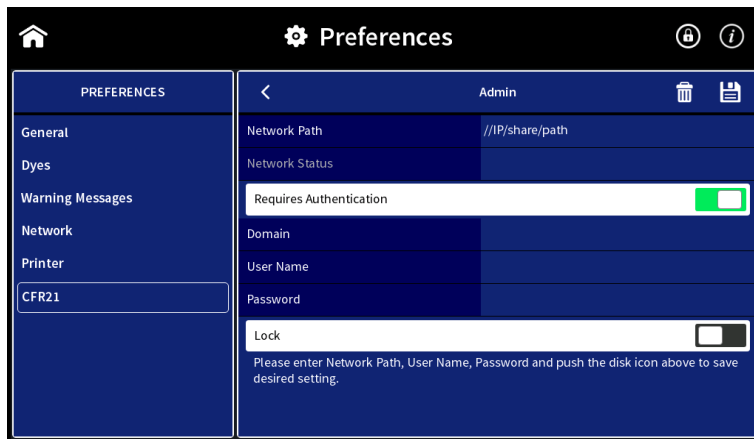 Preferences
PREFERENCES
General
Dyes
Warning Messages
Network
Printer
CFR21
Admin
Network Path //IP/share/path
Network Status
Requires Authentication
Domain
User Name
Password
Lock
Please enter Network Path, User Name, Password and push the disk icon above to save
desired setting.